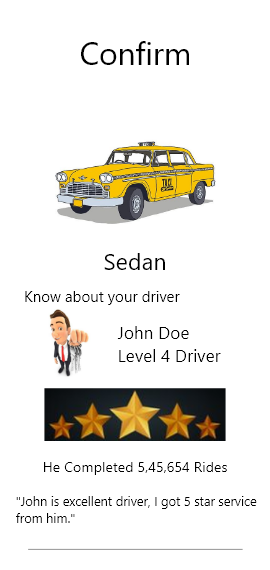 Confirm
TAXI
Sedan
Know about your driver
John Doe
Level 4 Driver
He Completed 5,45,654 Rides
"John is excellent driver, I got 5 star service
from him."